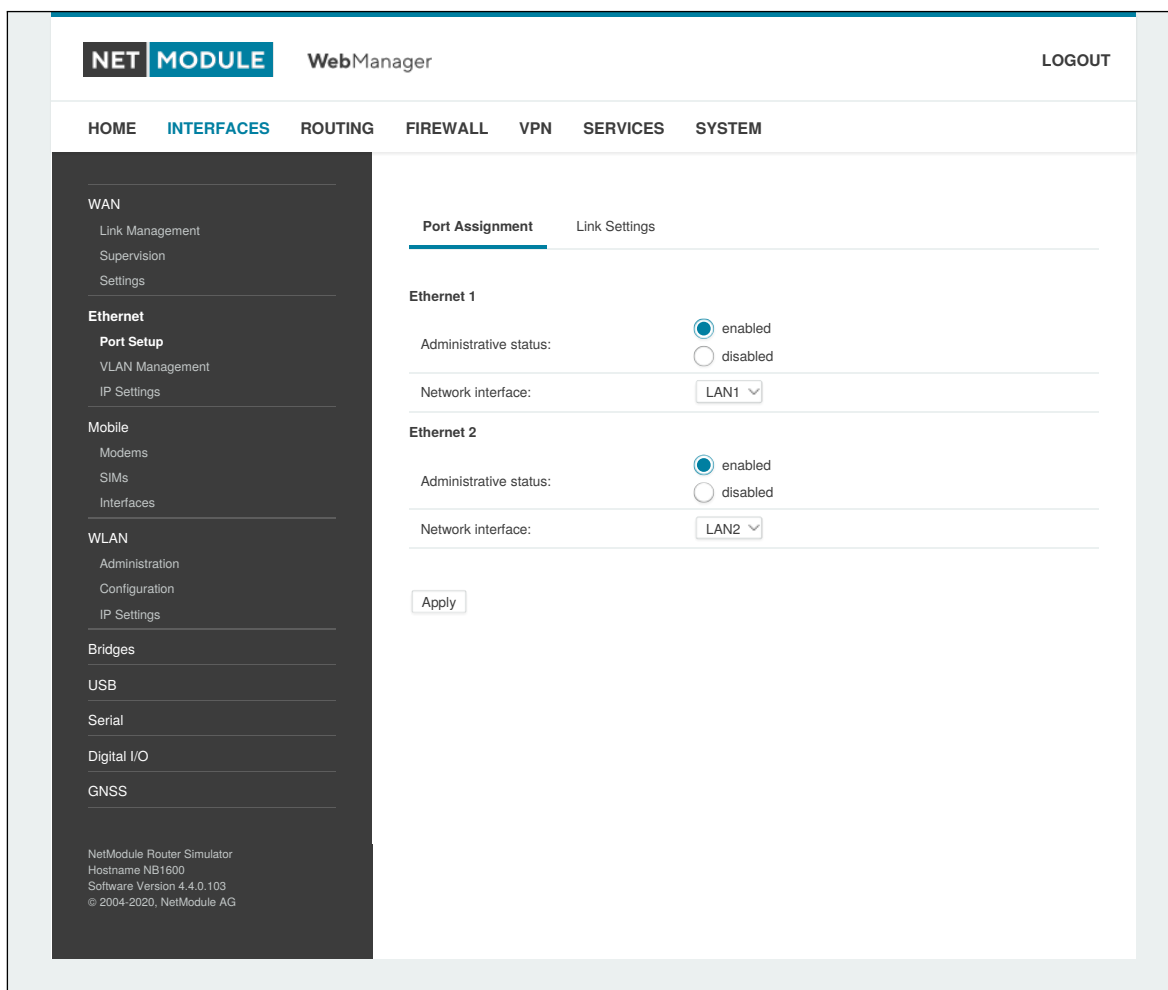 NET MODULE WebManager LOGOUT
HOME INTERFACES ROUTING FIREWALL VPN SERVICES SYSTEM
WAN
Link Management
Supervision
Settings
Ethernet
Port Setup
VLAN Management
IP Settings
Mobile
Modems
SIMs
Interfaces
WLAN
Administration
Configuration
IP Settings
Bridges
USB
Serial
Digital I/O
GNSS
NetModule Router Simulator
Hostname NB1600
Software Version 4.4.0.103
© 2004-2020, NetModule AG
Port Assignment Link Settings
Ethernet 1
Administrative status:
enabled
disabled
Network interface: LAN1
Ethernet 2
Administrative status:
enabled
disabled
Network interface: LAN2
Apply